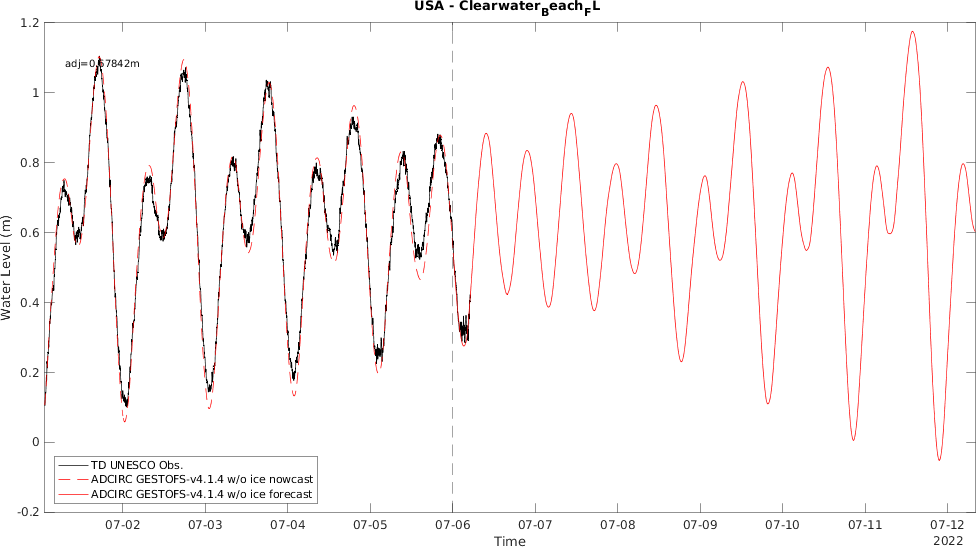 USA - Clearwater_Beach_FL
1.2
adj=0.67842m
1
0.8
0.6
0.4
0.2
0
-0.2
Water Level (m)
TD UNESCO Obs.
ADCIRC GESTOFS-v4.1.4 w/o ice nowcast
ADCIRC GESTOFS-v4.1.4 w/o ice forecast
07-02 07-03 07-04 07-05 07-06 07-07 07-08 07-09 07-10 07-11 07-12
Time
2022